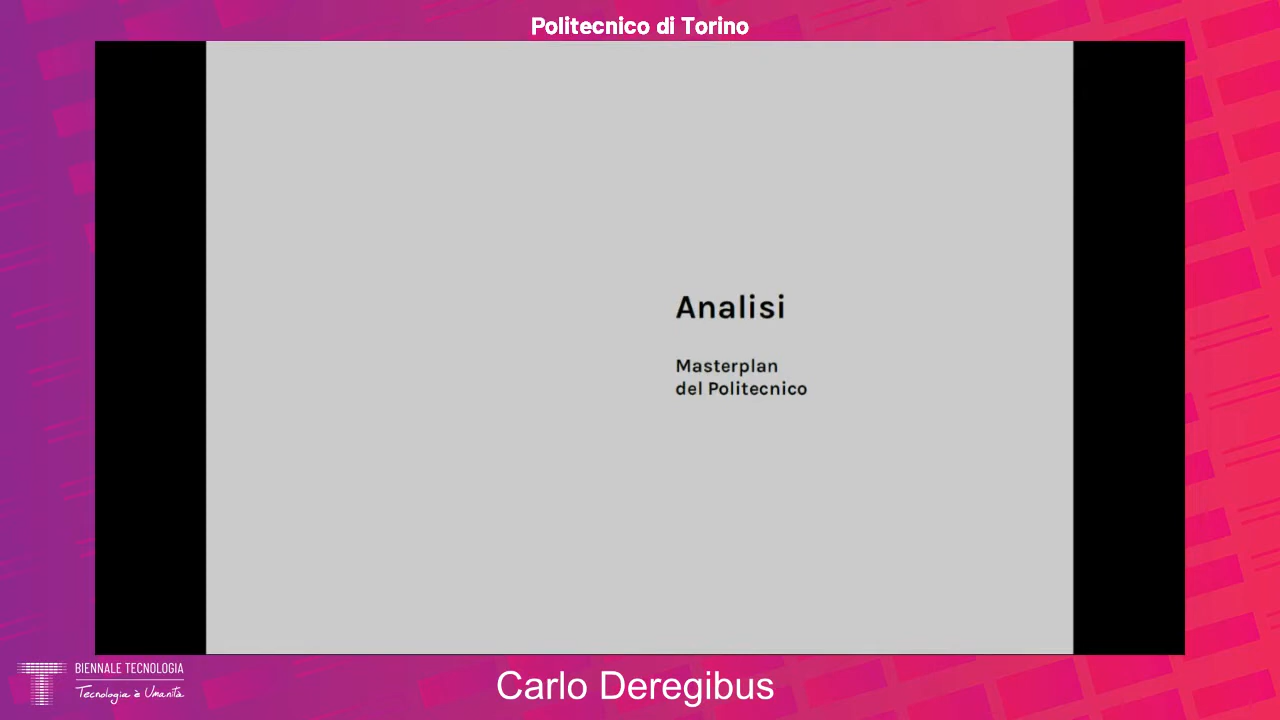 Politecnico di Torino
Analisi
Masterplan
del Politecnico
BIENNALE TECNOLOGIA
Tecnologia è Umanità
Carlo Deregibus